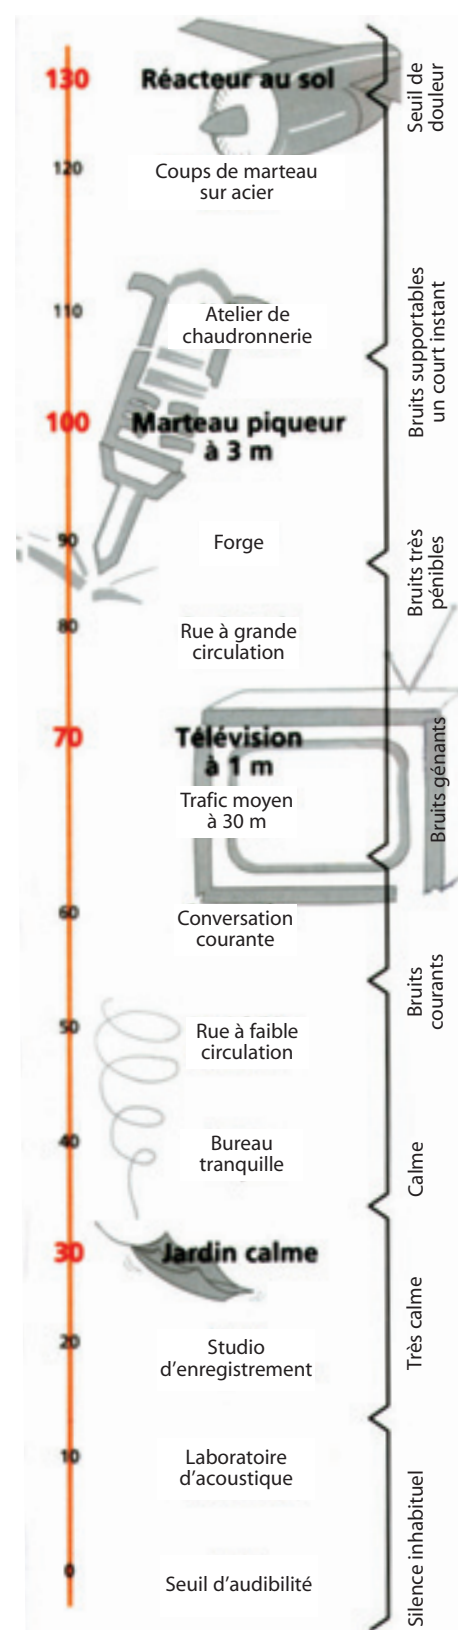 130
Réacteur au sol
Seuil de
douleur
120
Coups de marteau
sur acier
110
Atelier de
chaudronnerie
Bruits supportables
un court instant
100
Marteau piqueur
à 3 m
90
Forge
Bruits très
pénibles
80
Rue à grande
circulation
70
Télévision
à 1 m
Bruits génants
Trafic moyen
à 30 m
60
Conversation
courante
Bruits
courants
50
Rue à faible
circulation
40
Bureau
tranquille
Calme
30
Jardin calme
Très calme
20
Studio
d'enregistrement
10
Laboratoire
d'acoustique
Silence inhabituel
0
Seuil d'audibilité